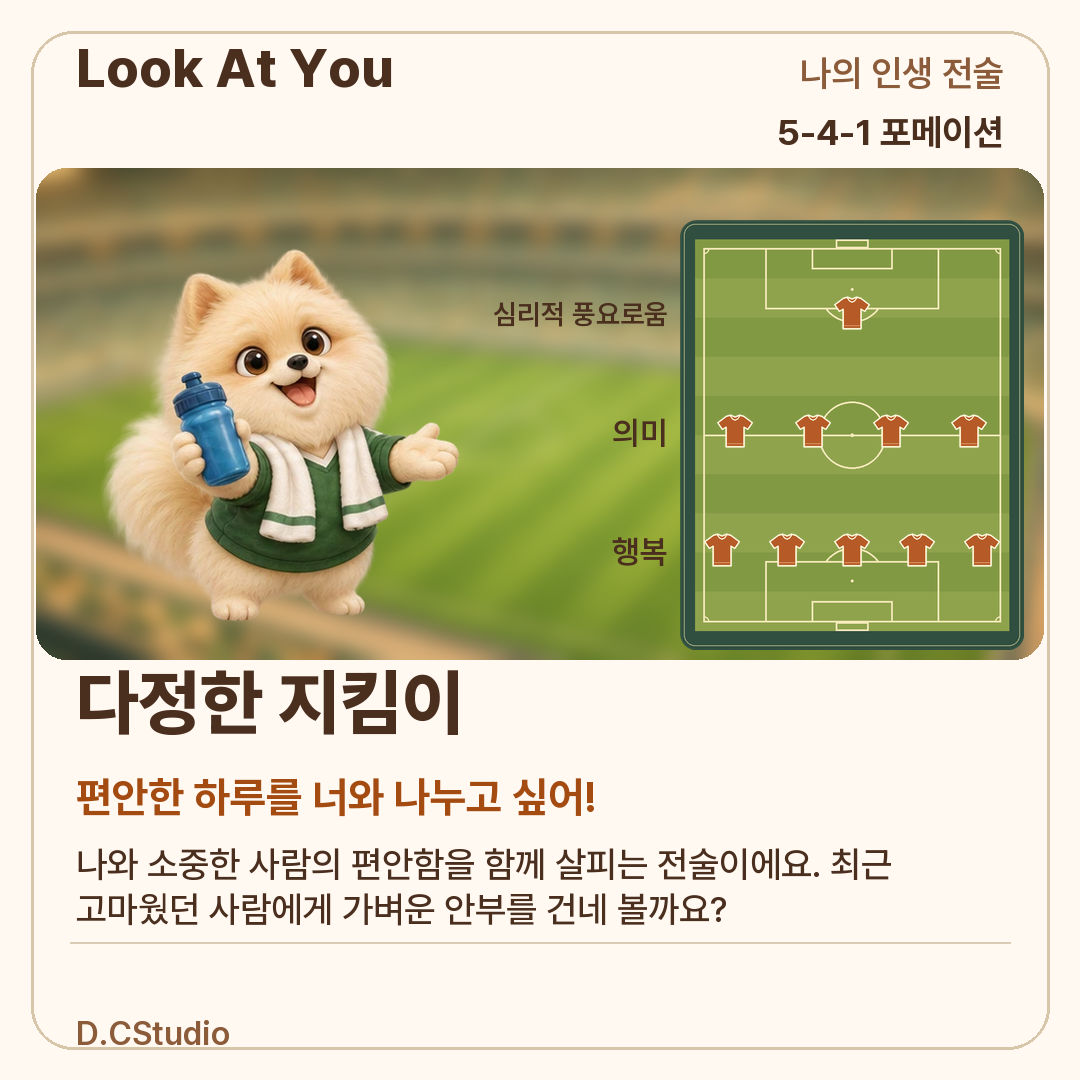 Look At You
나의 인생 전술
5-4-1 포메이션
심리적 풍요로움
의미
행복
다정한 지킴이
편안한 하루를 너와 나누고 싶어!
나와 소중한 사람의 편안함을 함께 살피는 전술이에요. 최근
고마웠던 사람에게 가벼운 안부를 건네 볼까요?
D.CStudio